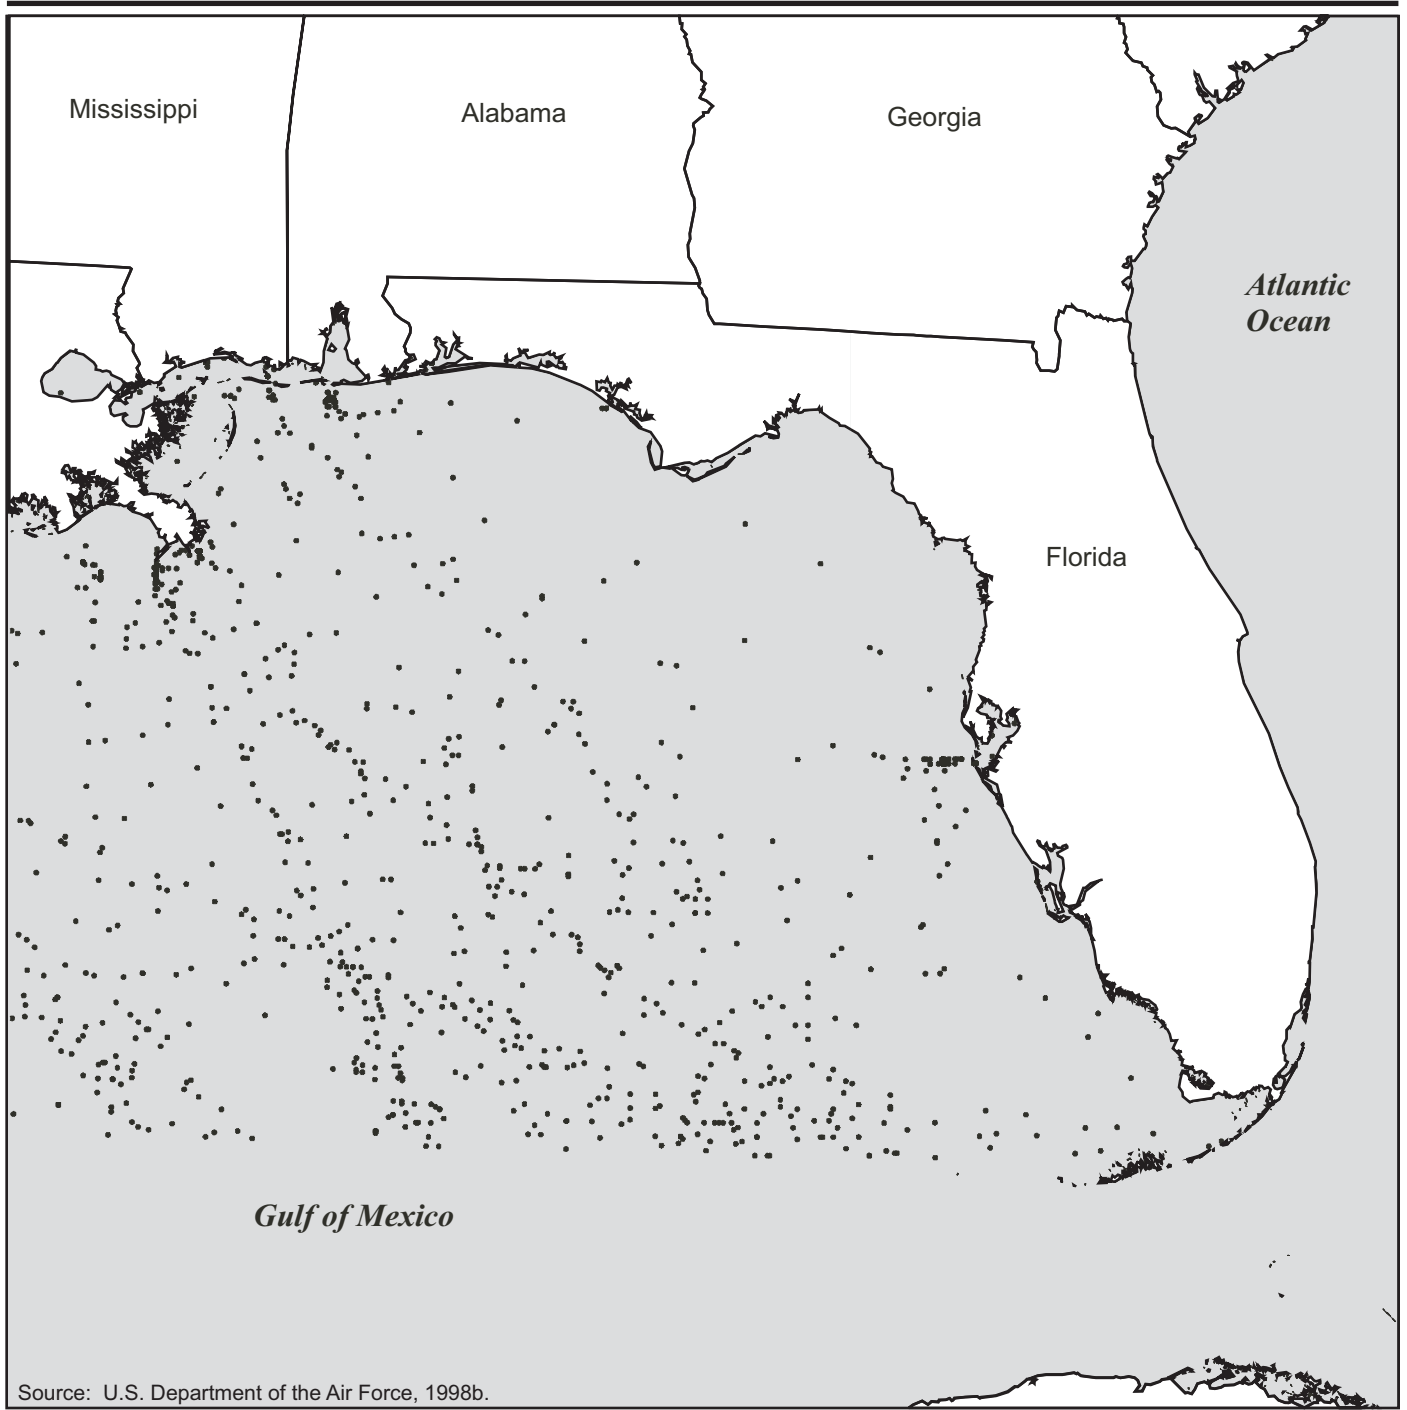 Mississippi
Alabama
Georgia
Atlantic
Ocean
Florida
Gulf of Mexico
Source: U.S. Department of the Air Force, 1998b.